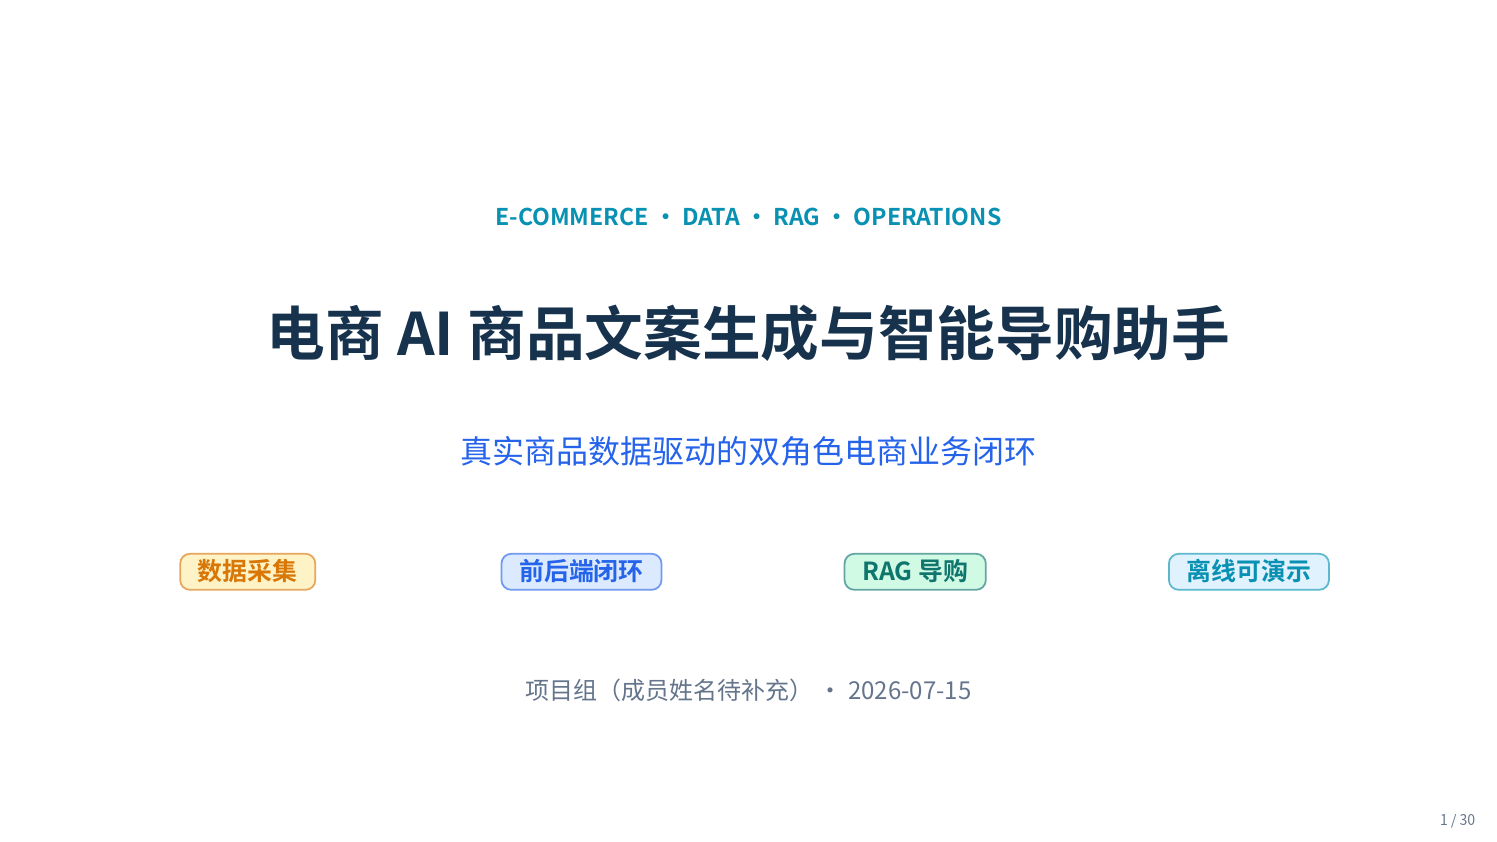 E-COMMERCE • DATA • RAG • OPERATIONS
电商 AI 商品文案生成与智能导购助手
真实商品数据驱动的双角色电商业务闭环
数据采集
前后端闭环
RAG 导购
离线可演示
项目组（成员姓名待补充） • 2026-07-15
1 / 30